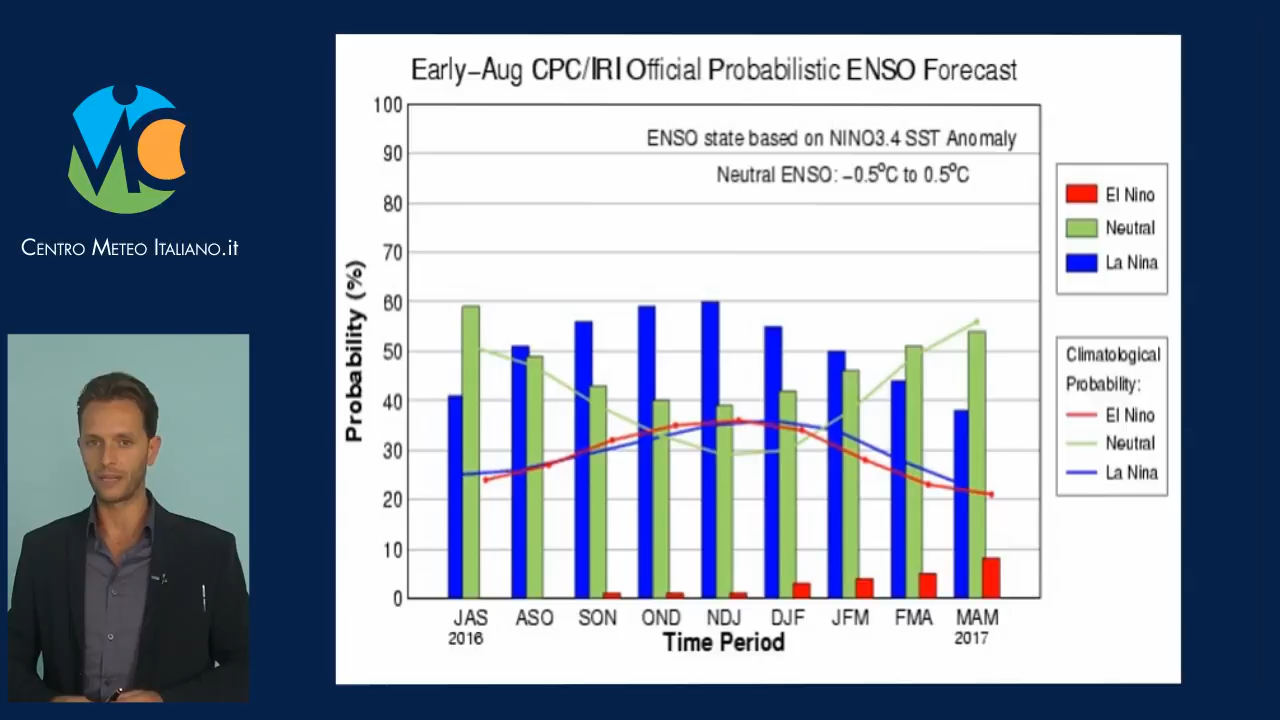 CENTRO METEO ITALIANO.it
Early-Aug CPC/IRI Official Probabilistic ENSO Forecast
ENSO state based on NINO3.4 SST Anomaly
Neutral ENSO: -0.5°C to 0.5°C
Probability (%)
100
90
80
70
60
50
40
30
20
10
0
JAS ASO SON OND NDJ DJF JFM FMA MAM
2016 2017
Time Period
El Nino
Neutral
La Nina
Climatological
Probability:
El Nino
Neutral
La Nina